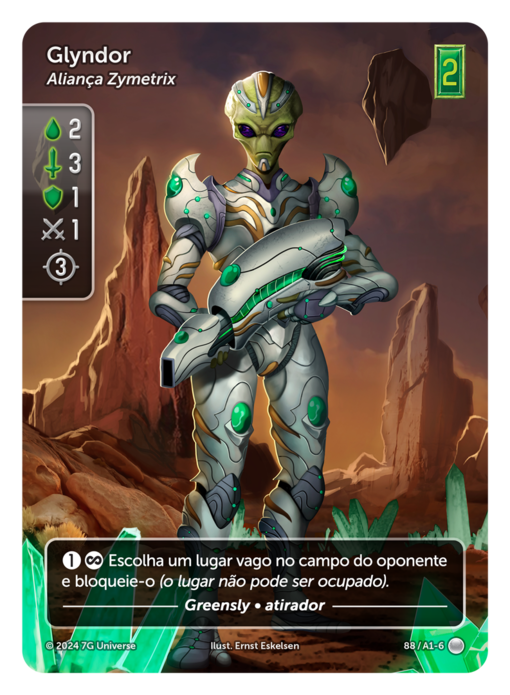 Glyndor
Aliança Zymetrix
2
2
3
1
1
3
1 ∞ Escolha um lugar vago no campo do oponente
e bloqueie-o (o lugar não pode ser ocupado).
Greensly • atirador
© 2024 7G Universe Ilust. Ernst Eskelsen 88 / A1-6